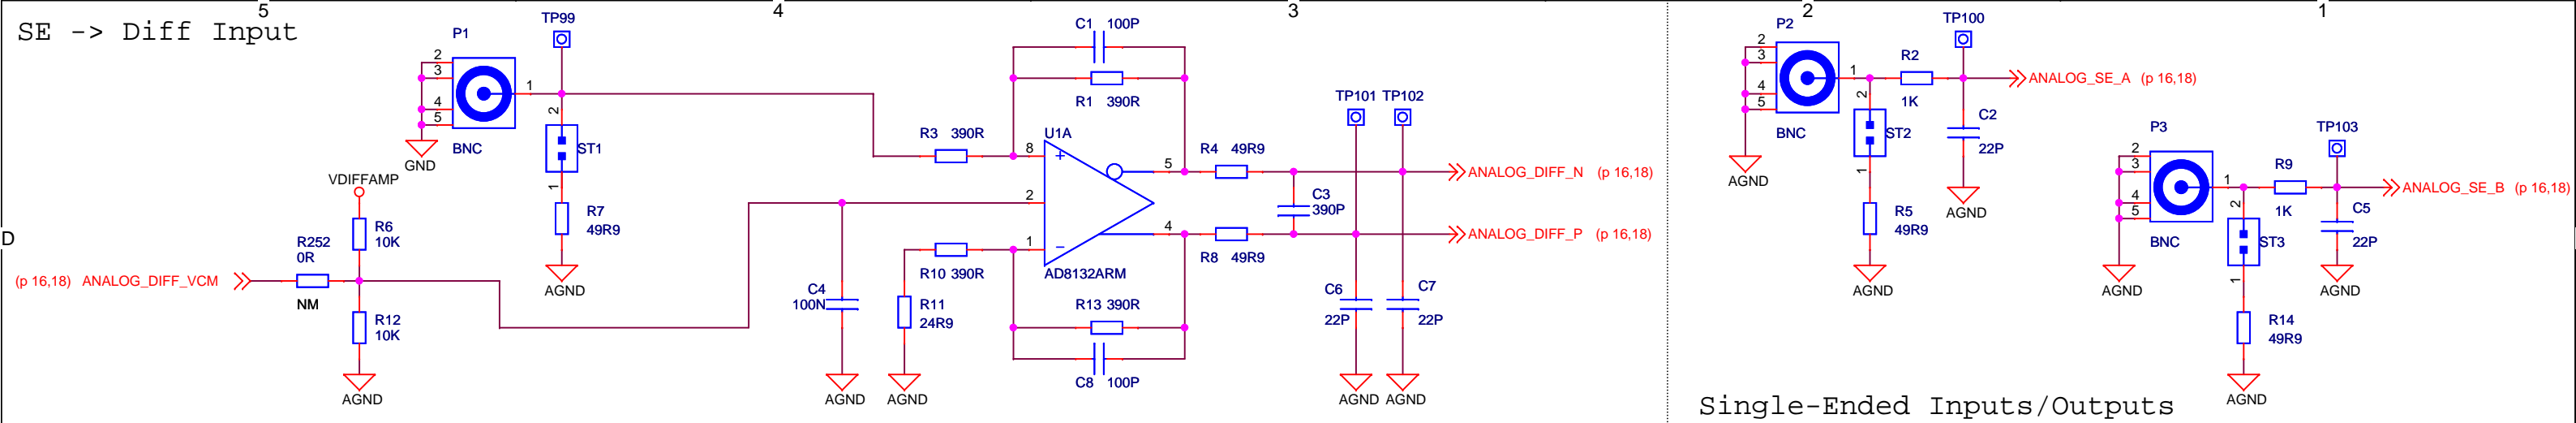 5
4
3
2
1
SE -> Diff Input
P1
TP99
C1 100P
P2
TP100
2
3
4
5
1
2
ST1
1
GND
BNC
R7
49R9
AGND
VDIFFAMP
R6
10K
R252
0R
NM
(p 16,18) ANALOG_DIFF_VCM
R12
10K
AGND
D
R1 390R
R3 390R
U1A
8
+
2
1
−
5
4
AD8132ARM
R10 390R
R11
24R9
C4
100N
AGND
AGND
R13 390R
C8 100P
R4 49R9
R8 49R9
C3
390P
TP101
TP102
ANALOG_DIFF_N (p 16,18)
ANALOG_DIFF_P (p 16,18)
C6
22P
C7
22P
AGND
AGND
2
3
4
5
1
BNC
AGND
R2
1K
ANALOG_SE_A (p 16,18)
2
ST2
1
R5
49R9
AGND
C2
22P
AGND
P3
2
3
4
5
1
BNC
AGND
TP103
R9
1K
ANALOG_SE_B (p 16,18)
2
ST3
1
R14
49R9
AGND
C5
22P
AGND
Single-Ended Inputs/Outputs